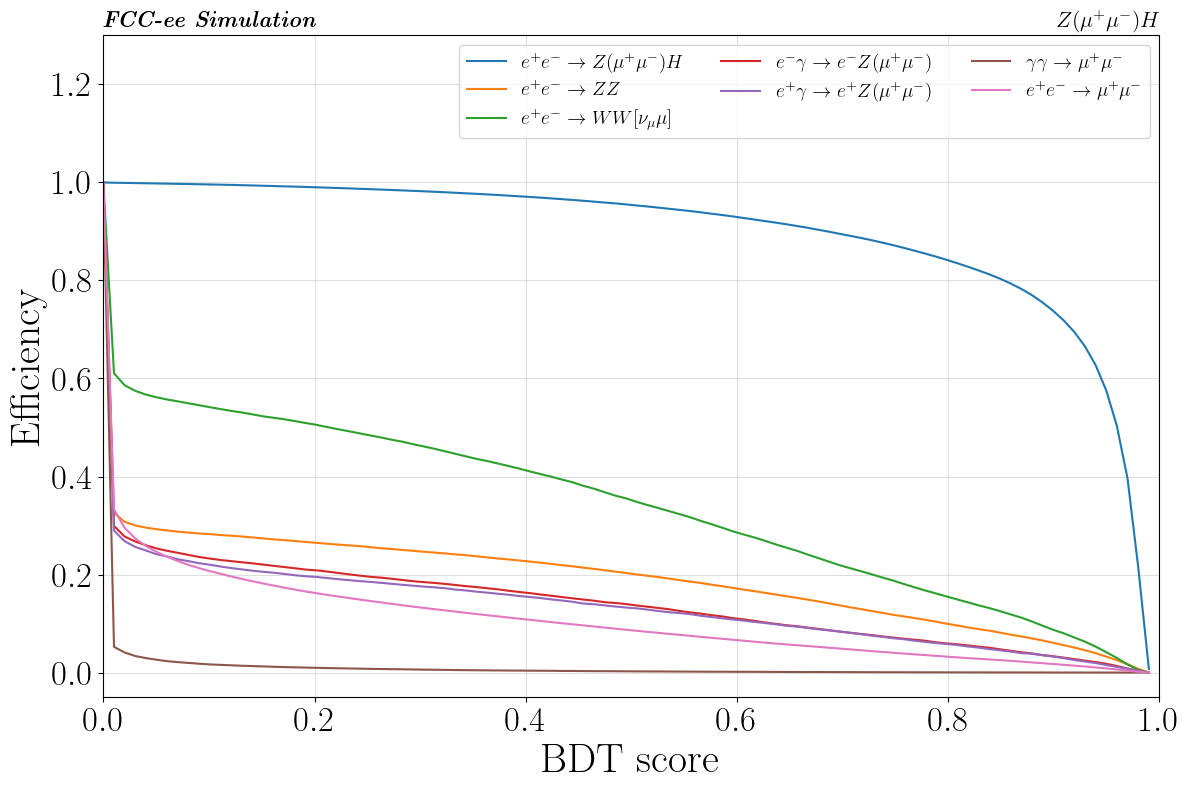 FCC-ee Simulation
Z(μ⁺μ⁻)H
e⁺e⁻ → Z(μ⁺μ⁻)H
e⁺e⁻ → ZZ
e⁺e⁻ → WW[ν_μμ]
e⁻γ → e⁻Z(μ⁺μ⁻)
e⁺γ → e⁺Z(μ⁺μ⁻)
γγ → μ⁺μ⁻
e⁺e⁻ → μ⁺μ⁻
Efficiency
1.2
1.0
0.8
0.6
0.4
0.2
0.0
0.0 0.2 0.4 0.6 0.8 1.0
BDT score